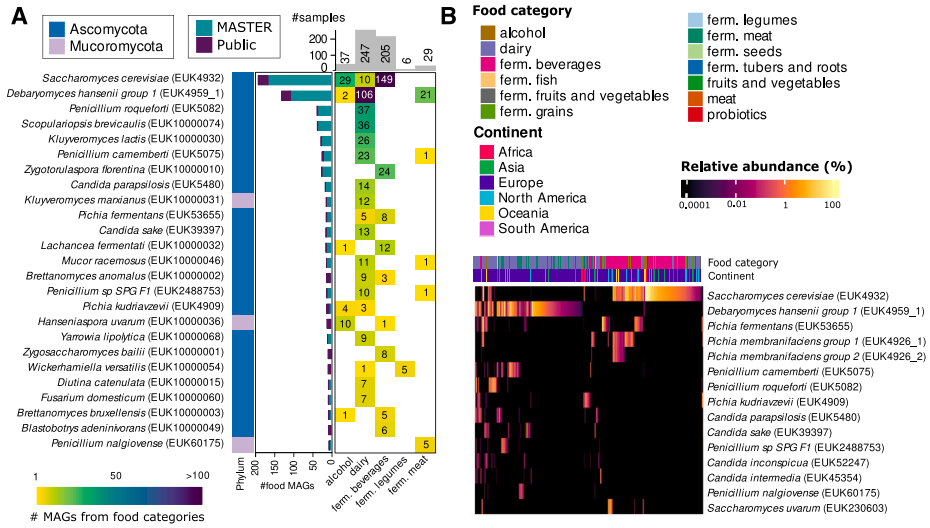 A
Ascomycota
Mucoromycota
MASTER
Public
#samples
200
100
0
37
247
205
6
29
Saccharomyces cerevisiae (EUK4932)
29 10 149
Debaryomyces hansenii group 1 (EUK4959_1)
2 106 21
Penicillium roqueforti (EUK5082)
37
Scopulariopsis brevicaulis (EUK10000074)
36
Kluyveromyces lactis (EUK10000030)
26
Penicillium camemberti (EUK5075)
23 1
Zygotorulaspora florentina (EUK10000010)
24
Candida parapsilosis (EUK5480)
14
Kluyveromyces marxianus (EUK10000031)
12
Pichia fermentans (EUK53655)
5 8
Candida sake (EUK39397)
13
Lachancea fermentati (EUK10000032)
1 12
Mucor racemosus (EUK10000046)
11 1
Brettanomyces anomalus (EUK10000002)
9 3
Penicillium sp SPG F1 (EUK2488753)
10 1
Pichia kudriavzevii (EUK4909)
4 3
Hanseniaspora uvarum (EUK10000036)
10 1
Yarrowia lipolytica (EUK10000068)
9
Zygosaccharomyces bailii (EUK10000001)
8
Wickerhamiella versatilis (EUK10000054)
1 5
Diutina catenulata (EUK10000015)
7
Fusarium domesticum (EUK10000060)
7
Brettanomyces bruxellensis (EUK10000003)
1 5
Blastobotrys adeninivorans (EUK10000049)
6
Penicillium nalgiovense (EUK60175)
5
Phylum
200
150
100
50
0
#food MAGs
alcohol
dairy
ferm. beverages
ferm. legumes
ferm. meat
1 50 >100
# MAGs from food categories
B
Food category
alcohol
dairy
ferm. beverages
ferm. fish
ferm. fruits and vegetables
ferm. grains
ferm. legumes
ferm. meat
ferm. seeds
ferm. tubers and roots
fruits and vegetables
meat
probiotics
Continent
Africa
Asia
Europe
North America
Oceania
South America
Relative abundance (%)
0.0001 0.01 1 100
Food category
Continent
Saccharomyces cerevisiae (EUK4932)
Debaryomyces hansenii group 1 (EUK4959_1)
Pichia fermentans (EUK53655)
Pichia membranifaciens group 1 (EUK4926_1)
Pichia membranifaciens group 2 (EUK4926_2)
Penicillium camemberti (EUK5075)
Penicillium roqueforti (EUK5082)
Pichia kudriavzevii (EUK4909)
Candida parapsilosis (EUK5480)
Candida sake (EUK39397)
Penicillium sp SPG F1 (EUK2488753)
Candida inconspicua (EUK52247)
Candida intermedia (EUK45354)
Penicillium nalgiovense (EUK60175)
Saccharomyces uvarum (EUK230603)